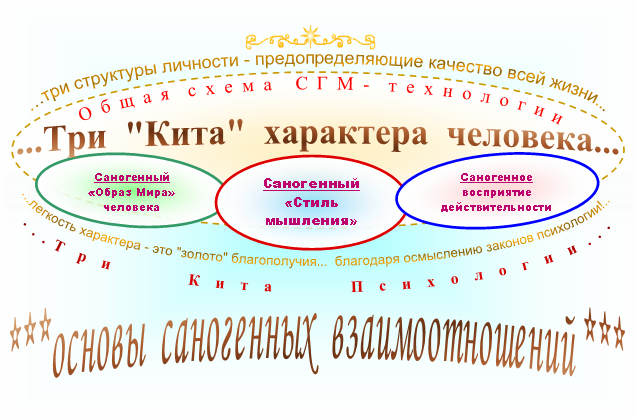 ...три структуры личности - предопределяющие качество всей жизни...
Общая схема СГМ- технологии
...Три "Кита" характера человека...
Саногенный
«Образ Мира»
человека
Саногенный
«Стиль
мышления»
Саногенное
восприятие
действительности
...легкость характера - это "золото" благополучия... благодаря осмыслению законов психологии!...
...Три Кита Психологии...
*** основы саногенных взаимоотношений ***